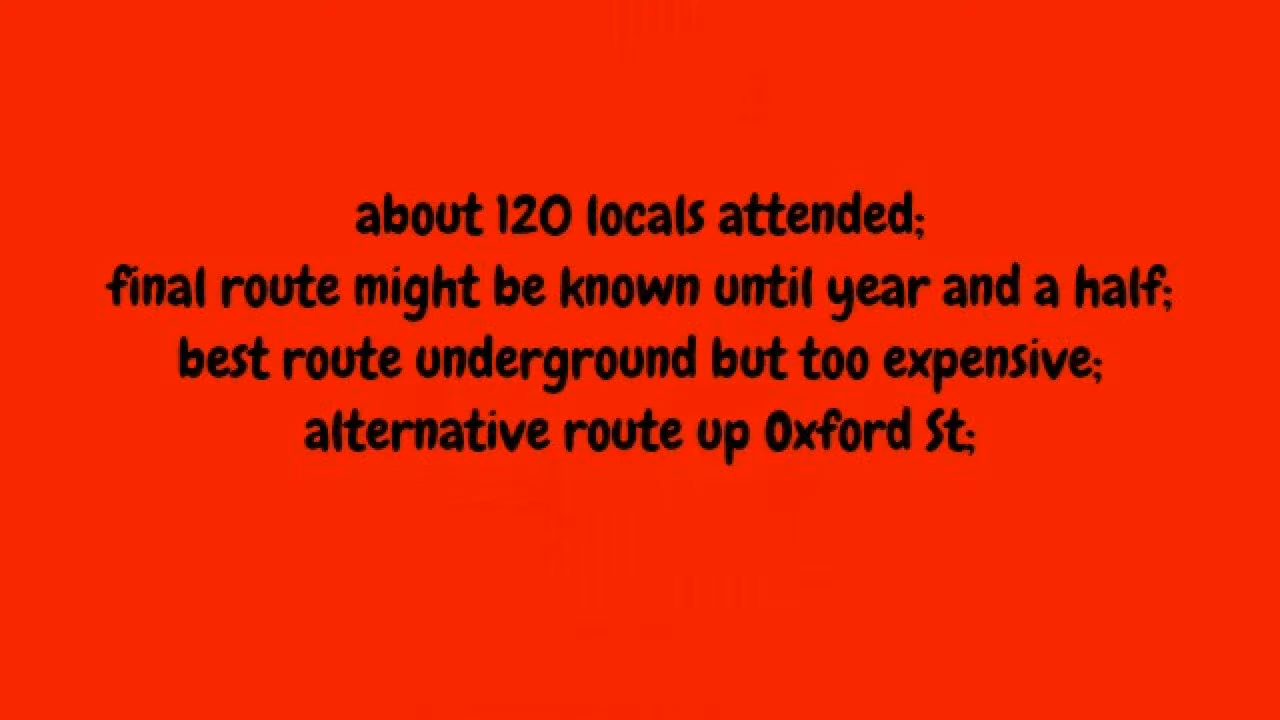 about 120 locals attended;
final route might be known until year and a half;
best route underground but too expensive;
alternative route up Oxford St;